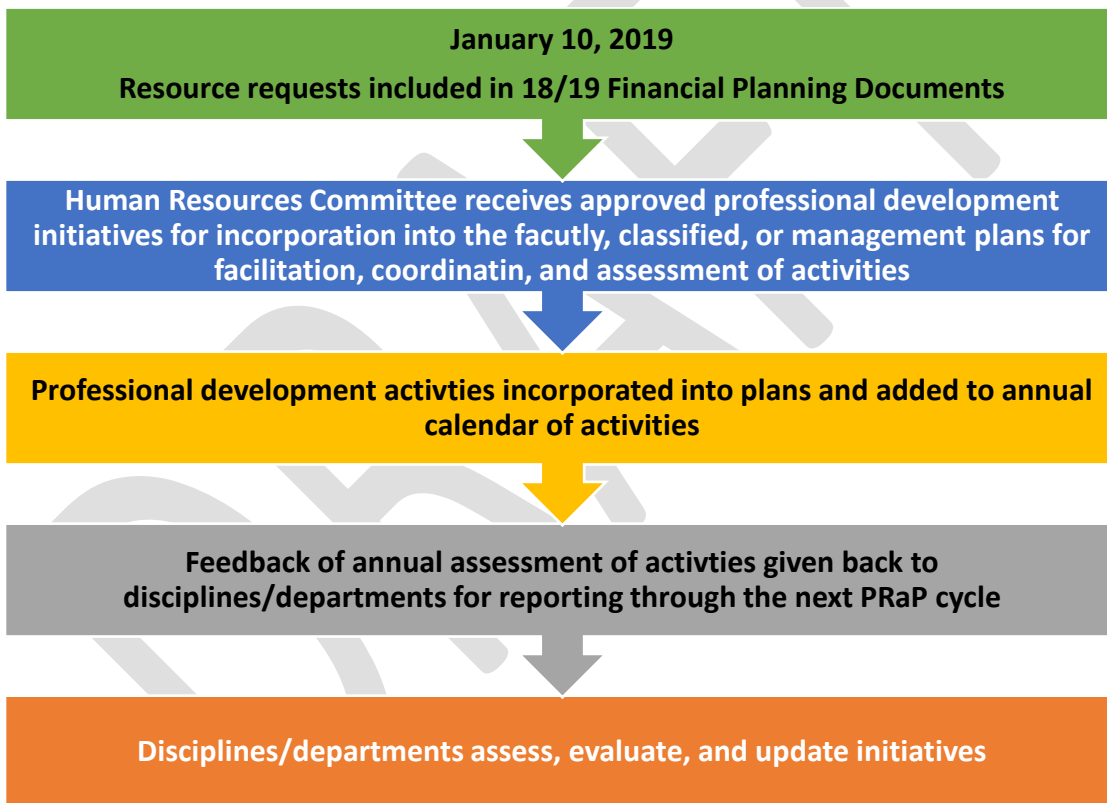 January 10, 2019
Resource requests included in 18/19 Financial Planning Documents
Human Resources Committee receives approved professional development
initiatives for incorporation into the facutly, classified, or management plans for
facilitation, coordinatin, and assessment of activities
Professional development activties incorporated into plans and added to annual
calendar of activities
Feedback of annual assessment of activties given back to
disciplines/departments for reporting through the next PRaP cycle
Disciplines/departments assess, evaluate, and update initiatives